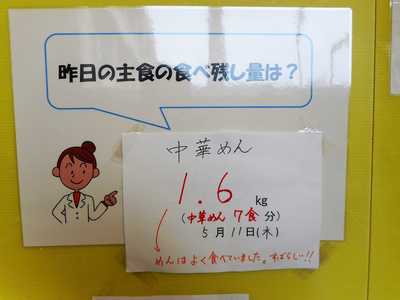 昨日の主食の食べ残し量は？
中華めん
1.6 kg
(中華めん 7食 分)
5月11日(木)
めんはよく食べていました。すばらしい!!